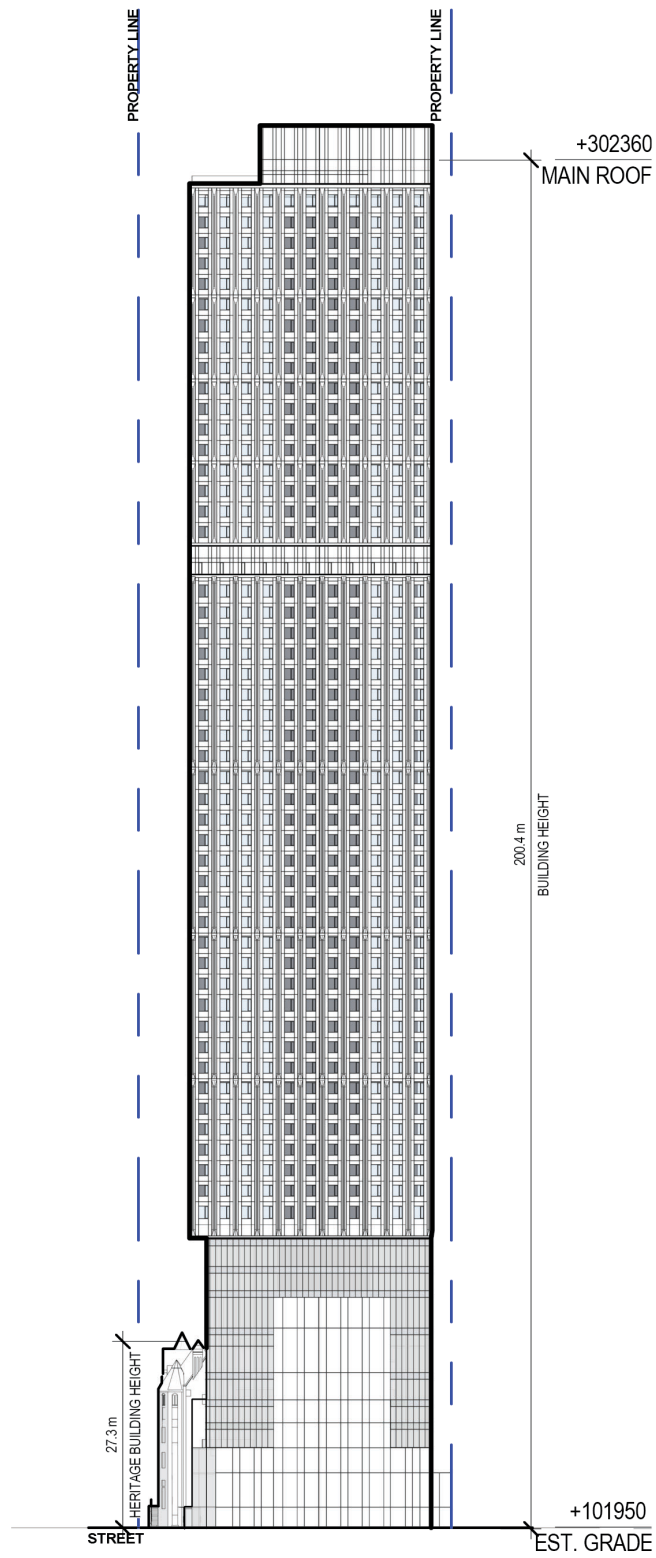 PROPERTY LINE
PROPERTY LINE
+302360
MAIN ROOF
200.4 m
BUILDING HEIGHT
27.3 m
HERITAGE BUILDING HEIGHT
+101950
STREET
EST. GRADE